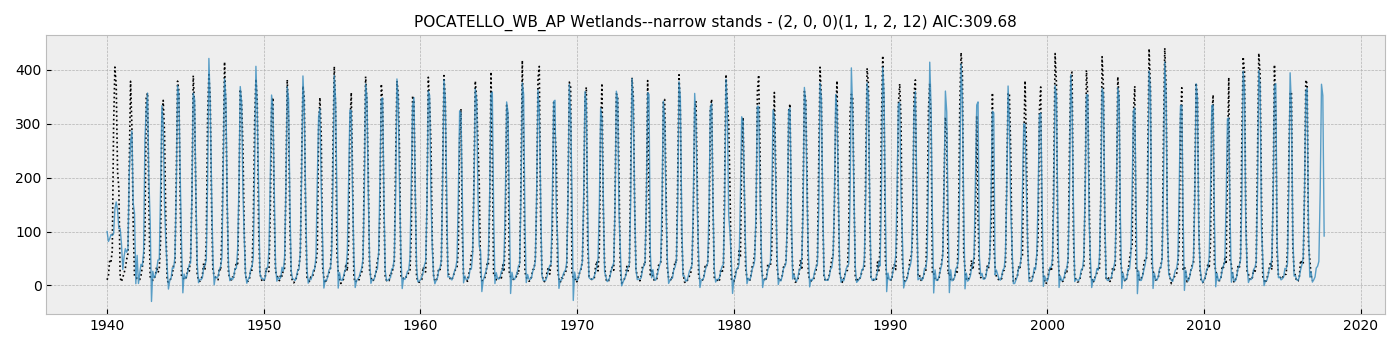 POCATELLO_WB_AP Wetlands--narrow stands - (2, 0, 0)(1, 1, 2, 12) AIC:309.68
400
300
200
100
0
1940 1950 1960 1970 1980 1990 2000 2010 2020